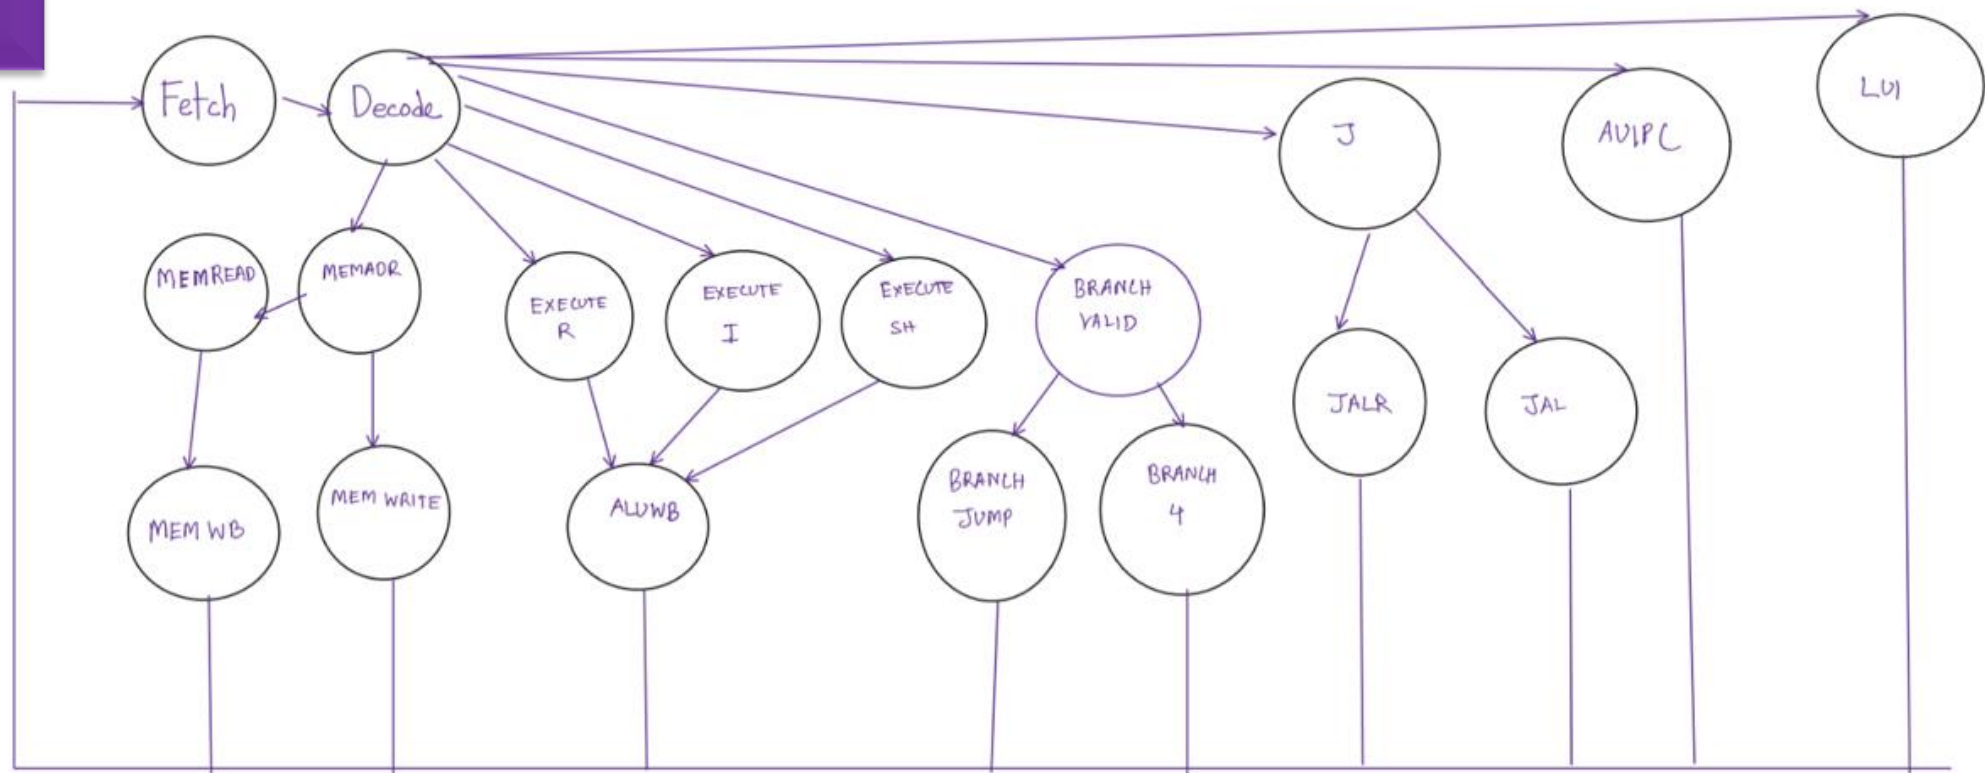 Fetch
Decode
J
AUIPC
LUI
MEMREAD
MEMADR
EXECUTE
R
EXECUTE
I
EXECUTE
SH
BRANCH
VALID
JALR
JAL
MEM WB
MEM WRITE
ALUWB
BRANCH
JUMP
BRANCH
4